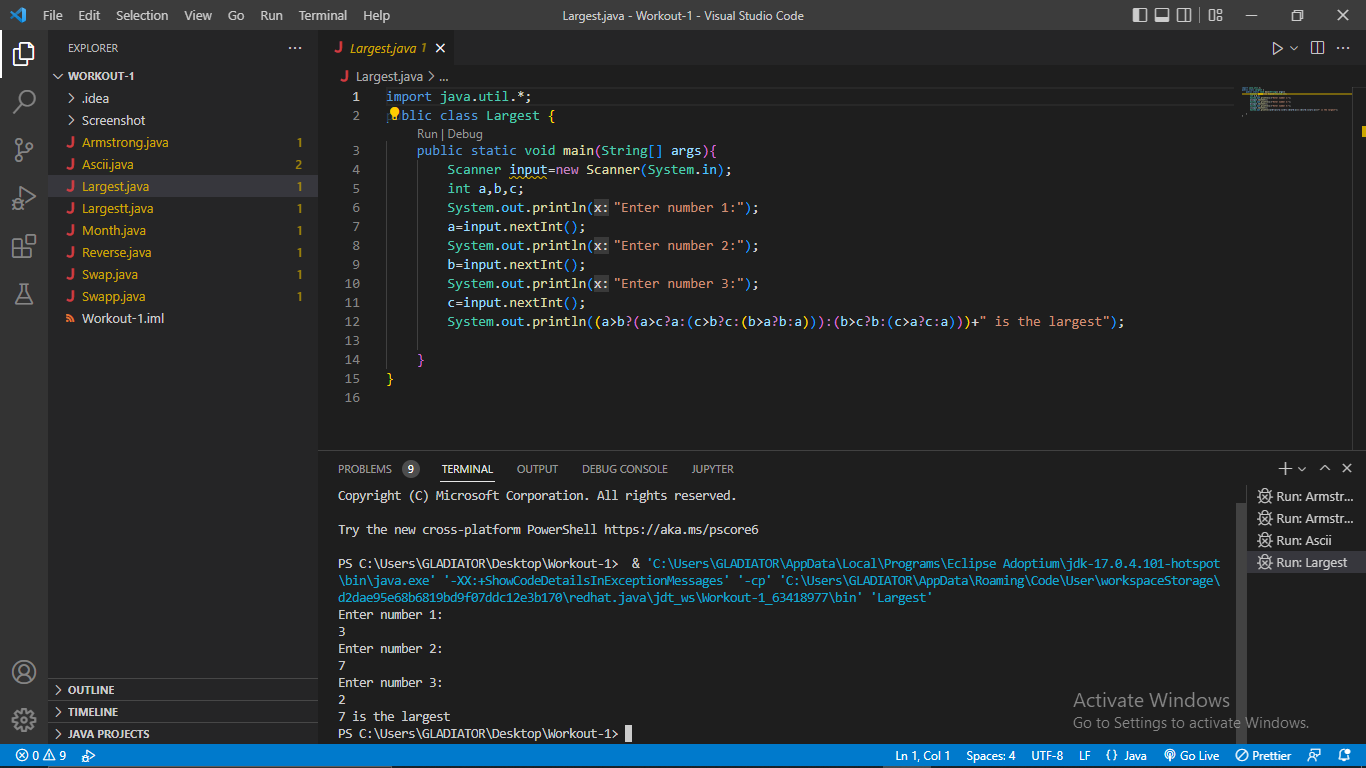 File Edit Selection View Go Run Terminal Help Largest.java - Workout-1 - Visual Studio Code
EXPLORER
WORKOUT-1
.idea
Screenshot
Armstrong.java 1
Ascii.java 2
Largest.java 1
Largestt.java 1
Month.java 1
Reverse.java 1
Swap.java 1
Swapp.java 1
Workout-1.iml
OUTLINE
TIMELINE
JAVA PROJECTS
Largest.java 1
Largest.java > ...
1 import java.util.*;
2 blic class Largest {
Run | Debug
3 public static void main(String[] args){
4 Scanner input=new Scanner(System.in);
5 int a,b,c;
6 System.out.println(x: "Enter number 1:");
7 a=input.nextInt();
8 System.out.println(x: "Enter number 2:");
9 b=input.nextInt();
10 System.out.println(x: "Enter number 3:");
11 c=input.nextInt();
12 System.out.println((a>b?(a>c?a:(c>b?c:(b>a?b:a))):(b>c?b:(c>a?c:a)))+" is the largest");
13
14 }
15 }
16
PROBLEMS 9 TERMINAL OUTPUT DEBUG CONSOLE JUPYTER
Copyright (C) Microsoft Corporation. All rights reserved.
Try the new cross-platform PowerShell https://aka.ms/pscore6
PS C:\Users\GLADIATOR\Desktop\Workout-1> & 'C:\Users\GLADIATOR\AppData\Local\Programs\Eclipse Adoptium\jdk-17.0.4.101-hotspot
\bin\java.exe' '-XX:+ShowCodeDetailsInExceptionMessages' '-cp' 'C:\Users\GLADIATOR\AppData\Roaming\Code\User\workspaceStorage\
d2dae95e68b6819bd9f07ddc12e3b170\redhat.java\jdt_ws\Workout-1_63418977\bin' 'Largest'
Enter number 1:
3
Enter number 2:
7
Enter number 3:
2
7 is the largest
PS C:\Users\GLADIATOR\Desktop\Workout-1>
Run: Armstr...
Run: Armstr...
Run: Ascii
Run: Largest
Activate Windows
Go to Settings to activate Windows.
0 9 Ln 1, Col 1 Spaces: 4 UTF-8 LF {} Java Go Live Prettier